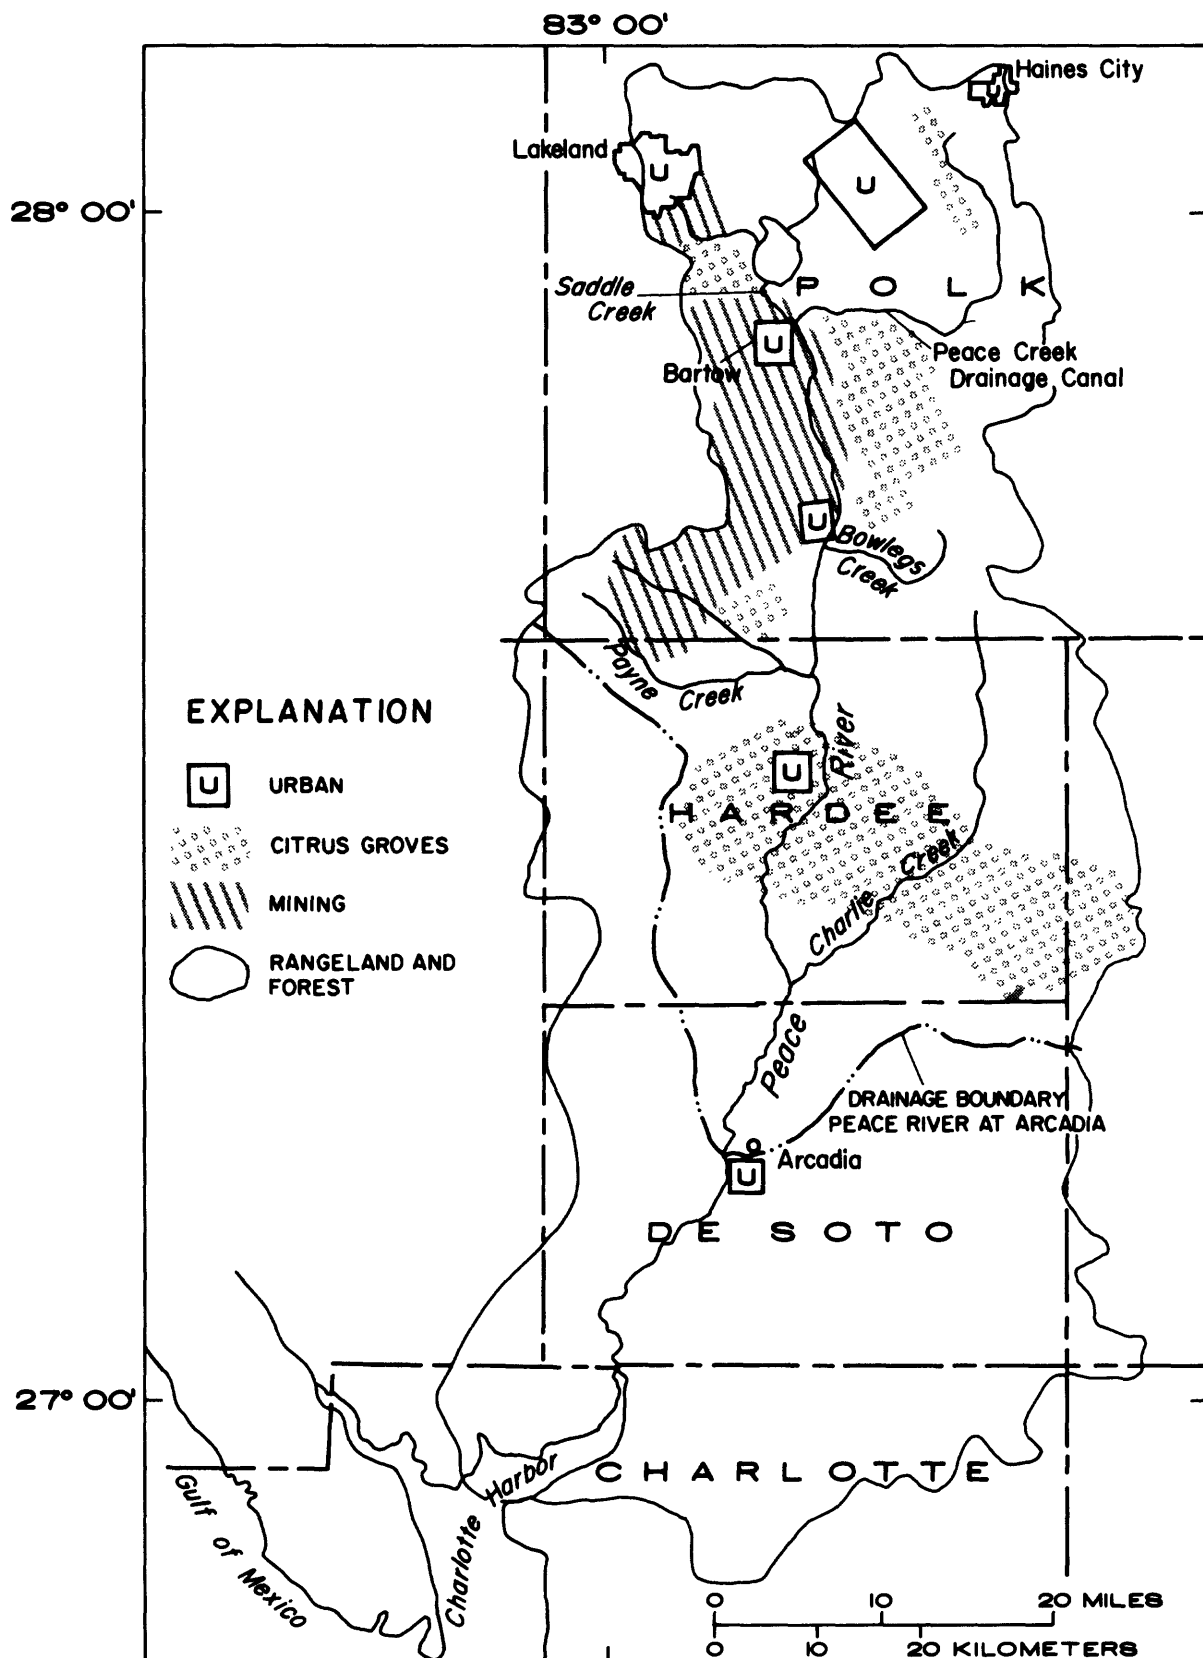 83° 00'
Haines City
U
Lakeland
U
U
28° 00'
P O L K
Saddle
Creek
U
Bartow
Peace Creek
Drainage Canal
U
Bowlegs
Creek
Payne
Creek
EXPLANATION
U URBAN
CITRUS GROVES
MINING
RANGELAND AND
FOREST
River
U
H A R D E E
Creek
Charlie
Peace
DRAINAGE BOUNDARY
PEACE RIVER AT ARCADIA
Arcadia
U
DE SOTO
27° 00'
CHARLOTTE
Harbor
Charlotte
Gulf of Mexico
0 10 20 MILES
0 10 20 KILOMETERS